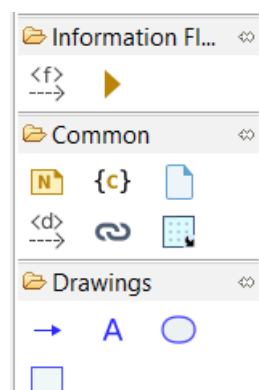 Information Fl...
<f>
Common
N {c}
<d>
Drawings
A